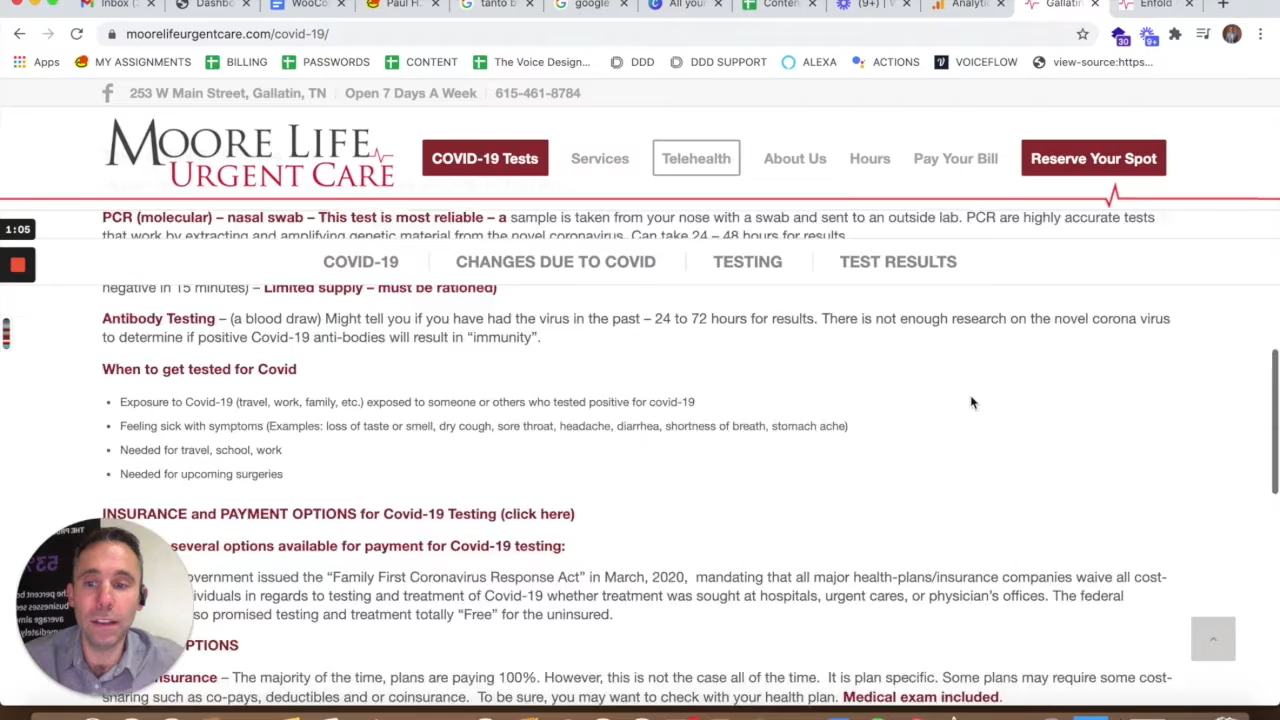 Inbox (
Dashb
WooCo
Paul H.
tanto b
google
All your
Conten
(9+) | V
Analytic
Gallatin
Enfold
moorelifeurgentcare.com/covid-19/
30
9+
Apps
MY ASSIGNMENTS
BILLING
PASSWORDS
CONTENT
The Voice Design...
DDD
DDD SUPPORT
ALEXA
ACTIONS
VOICEFLOW
view-source:https...
253 W Main Street, Gallatin, TN
Open 7 Days A Week
615-461-8784
MOORE LIFE
URGENT CARE
COVID-19 Tests
Services
Telehealth
About Us
Hours
Pay Your Bill
Reserve Your Spot
PCR (molecular) – nasal swab – This test is most reliable – a sample is taken from your nose with a swab and sent to an outside lab. PCR are highly accurate tests
that work by extracting and amplifying genetic material from the novel coronavirus. Can take 24 – 48 hours for results
1:05
COVID-19
CHANGES DUE TO COVID
TESTING
TEST RESULTS
negative in 15 minutes) – Limited supply – must be rationed)
Antibody Testing – (a blood draw) Might tell you if you have had the virus in the past – 24 to 72 hours for results. There is not enough research on the novel corona virus
to determine if positive Covid-19 anti-bodies will result in “immunity”.
When to get tested for Covid
Exposure to Covid-19 (travel, work, family, etc.) exposed to someone or others who tested positive for covid-19
Feeling sick with symptoms (Examples: loss of taste or smell, dry cough, sore throat, headache, diarrhea, shortness of breath, stomach ache)
Needed for travel, school, work
Needed for upcoming surgeries
INSURANCE and PAYMENT OPTIONS for Covid-19 Testing (click here)
several options available for payment for Covid-19 testing:
overnment issued the “Family First Coronavirus Response Act” in March, 2020, mandating that all major health-plans/insurance companies waive all cost-
ividuals in regards to testing and treatment of Covid-19 whether treatment was sought at hospitals, urgent cares, or physician’s offices. The federal
so promised testing and treatment totally “Free” for the uninsured.
PTIONS
nsurance – The majority of the time, plans are paying 100%. However, this is not the case all of the time. It is plan specific. Some plans may require some cost-
sharing such as co-pays, deductibles and or coinsurance. To be sure, you may want to check with your health plan. Medical exam included.